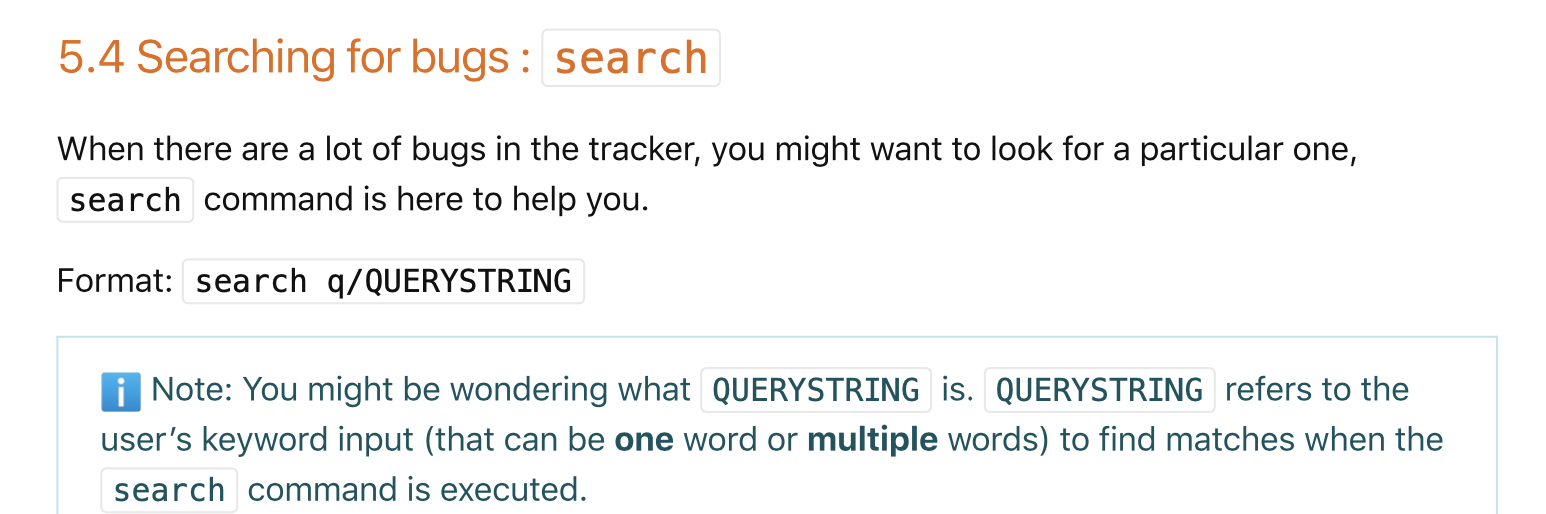 5.4 Searching for bugs : search
When there are a lot of bugs in the tracker, you might want to look for a particular one,
search command is here to help you.
Format: search q/QUERYSTRING
ℹ️ Note: You might be wondering what QUERYSTRING is. QUERYSTRING refers to the
user’s keyword input (that can be one word or multiple words) to find matches when the
search command is executed.